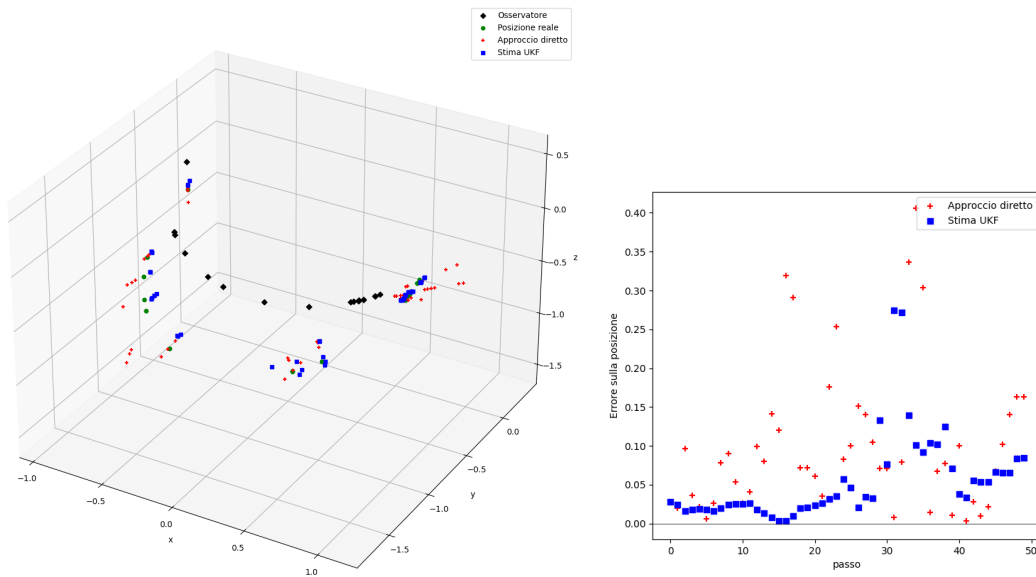 Osservatore
Posizione reale
Approccio diretto
Stima UKF
0.5
0.0
z
−0.5
−1.0
−1.5
0.0
−0.5
y
−1.0
−1.5
−1.0
−0.5
0.0
x
0.5
1.0
Approccio diretto
Stima UKF
0.40
0.35
0.30
0.25
0.20
0.15
0.10
0.05
0.00
Errore sulla posizione
0 10 20 30 40 50
passo